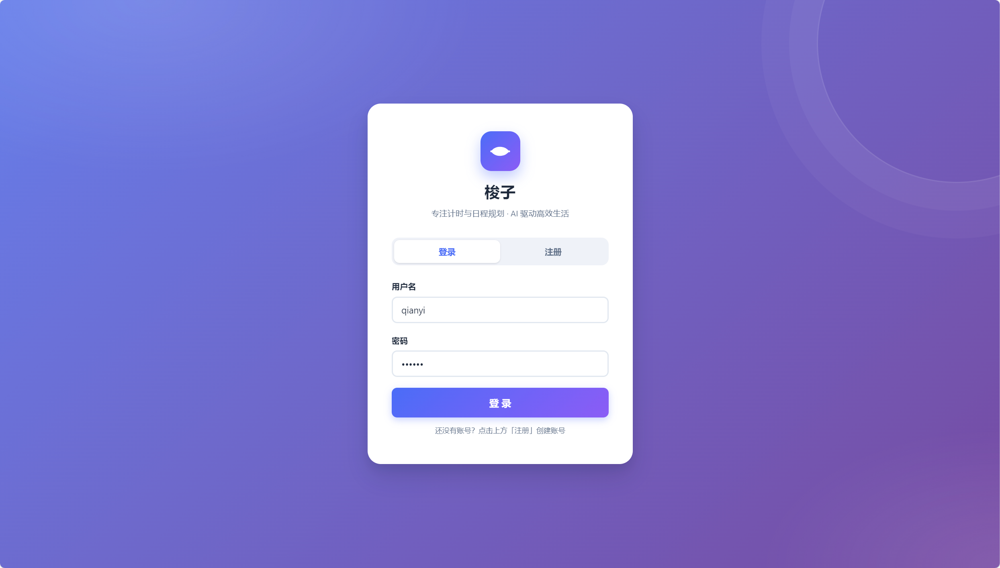 梭子
专注计时与日程规划 · AI 驱动高效生活
登录
注册
用户名
qianyi
密码
••••••
登 录
还没有账号？点击上方「注册」创建账号